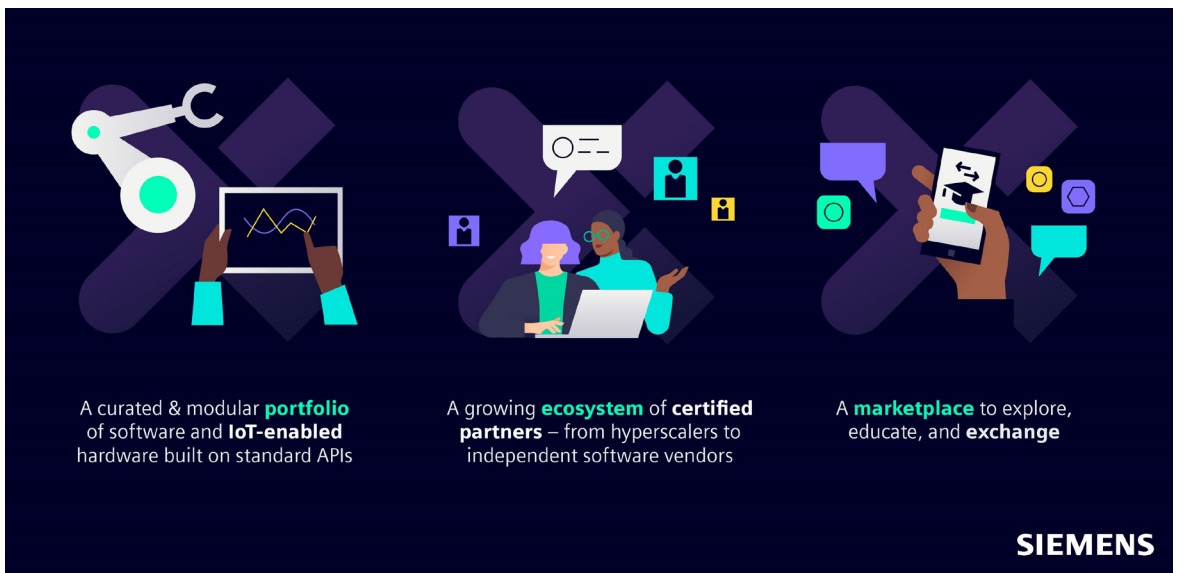 A curated & modular portfolio
of software and IoT-enabled
hardware built on standard APIs
A growing ecosystem of certified
partners – from hyperscalers to
independent software vendors
A marketplace to explore,
educate, and exchange
SIEMENS